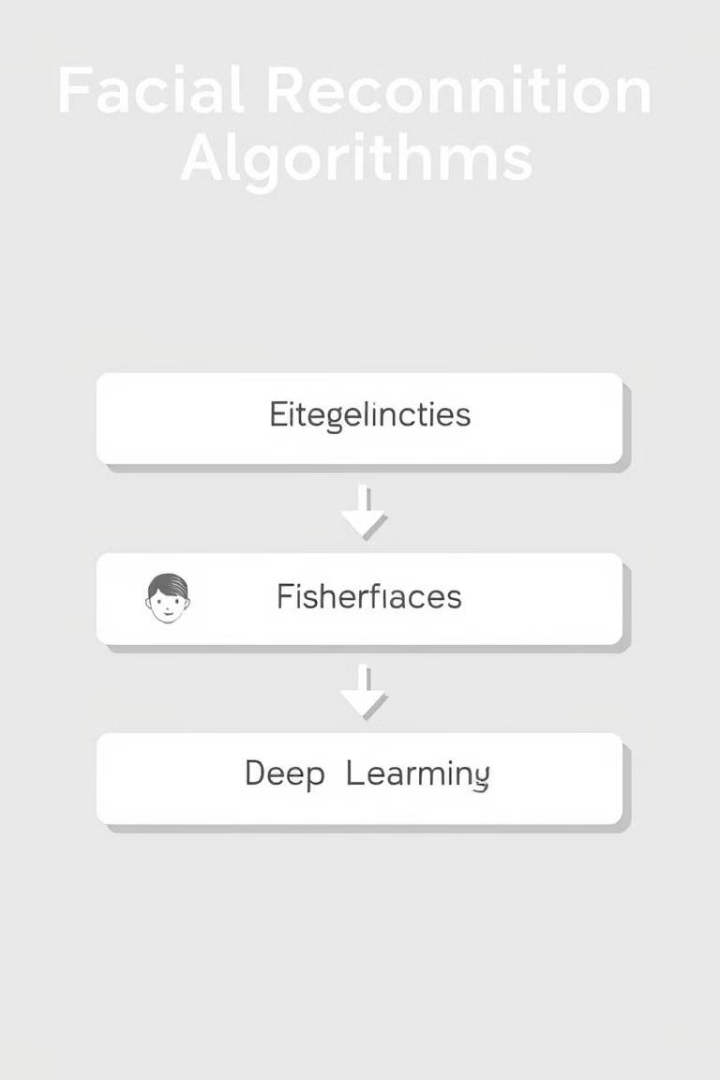 Facial Reconnition
Algorithms
Eitegelincties
Fisherfiaces
Deep Learminy